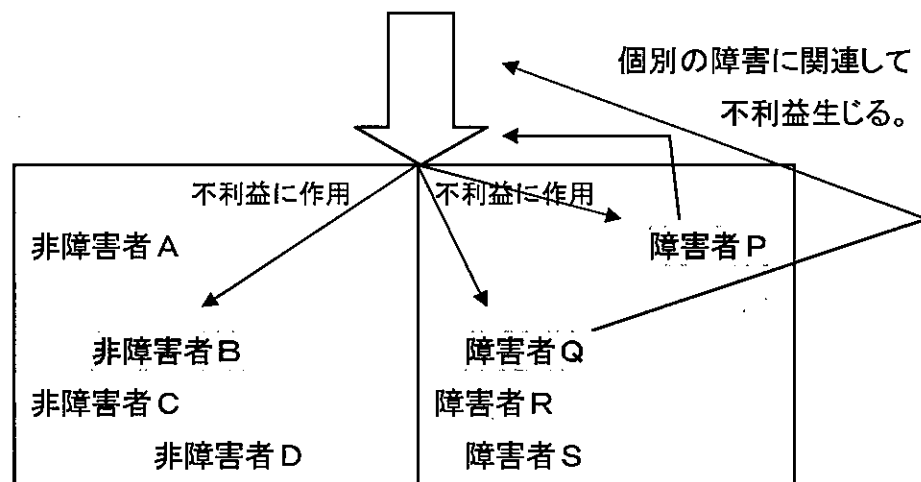 個別の障害に関連して
不利益生じる。
不利益に作用 不利益に作用
非障害者A 障害者P
非障害者B 障害者Q
非障害者C 障害者R
非障害者D 障害者S